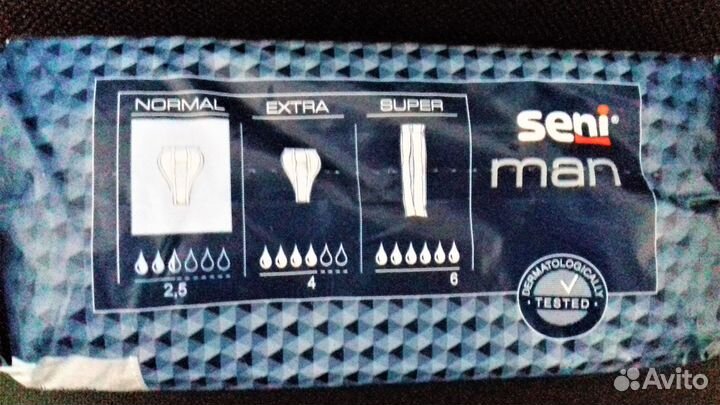 NORMAL EXTRA SUPER
2,5 4 6
seni®
man
DERMATOLOGICALLY
TESTED
Avito